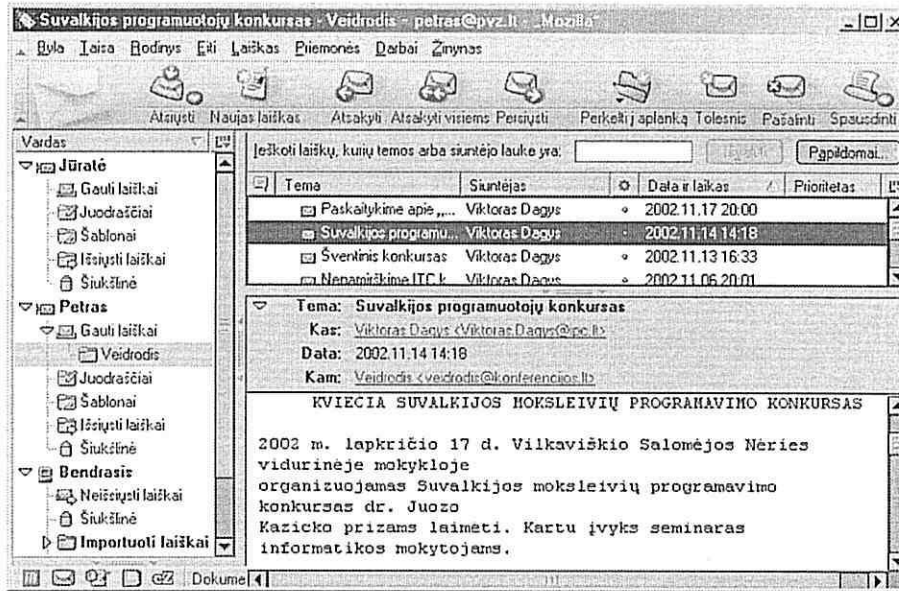 Suvalkijos programuotojų konkursas - Veidrodis - petras@pvz.lt - „Mozilla“
Byla Taisa Rodinys Eiti Laiškas Priemonės Darbai Žinynas
Atsiųsti Naujas laiškas Atsakyti Atsakyti visiems Persiųsti Perkelti į aplanką Tolesnis Pašalinti Spausdinti
Vardas
Jūratė
Gauti laiškai
Juodraščiai
Šablonai
Išsiųsti laiškai
Šiukšlinė
Petras
Gauti laiškai
Veidrodis
Juodraščiai
Šablonai
Išsiųsti laiškai
Šiukšlinė
Bendrasis
Neišsiųsti laiškai
Šiukšlinė
Importuoti laiškai
Ieškoti laiškų, kurių temos arba siuntėjo lauke yra: Papildomai...
Tema Siuntėjas Data ir laikas Prioritetas
Paskaitykime apie „... Viktoras Dagys 2002.11.17 20:00
Suvalkijos programu... Viktoras Dagys 2002.11.14 14:18
Šventinis konkursas Viktoras Dagys 2002.11.13 16:33
Nepamirškime ITC k... Viktoras Dagys 2002.11.06 20:01
Tema: Suvalkijos programuotojų konkursas
Kas: Viktoras Dagys <Viktoras.Dagys@ipc.lt>
Data: 2002.11.14 14:18
Kam: Veidrodis <veidrodis@konferencijos.lt>
KVIEČIA SUVALKIJOS MOKSLEIVIŲ PROGRAMAVIMO KONKURSAS
2002 m. lapkričio 17 d. Vilkaviškio Salomėjos Nėries
vidurinėje mokykloje
organizuojamas Suvalkijos moksleivių programavimo
konkursas dr. Juozo
Kazicko prizams laimėti. Kartu įvyks seminaras
informatikos mokytojams.
Dokume